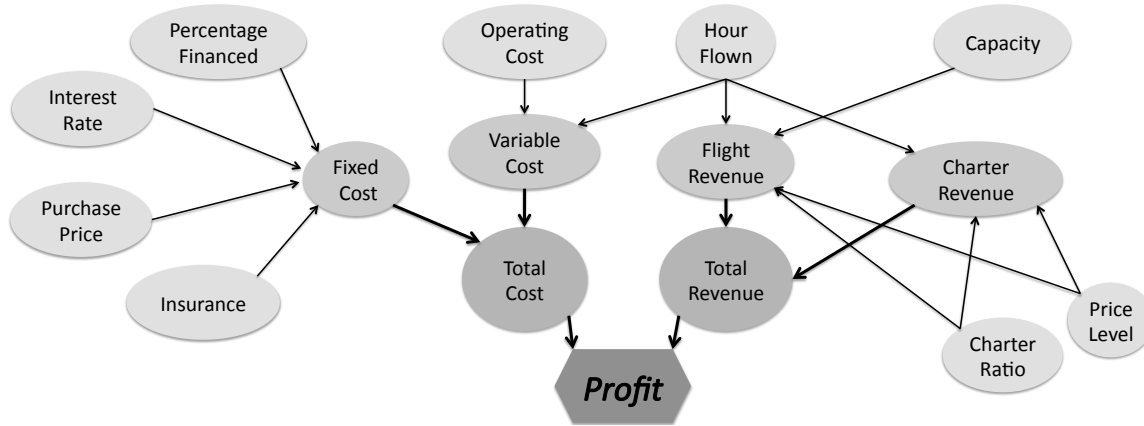 Percentage
Financed
Operating
Cost
Hour
Flown
Capacity
Interest
Rate
Variable
Cost
Flight
Revenue
Fixed
Cost
Charter
Revenue
Purchase
Price
Insurance
Total
Cost
Total
Revenue
Price
Level
Charter
Ratio
Profit